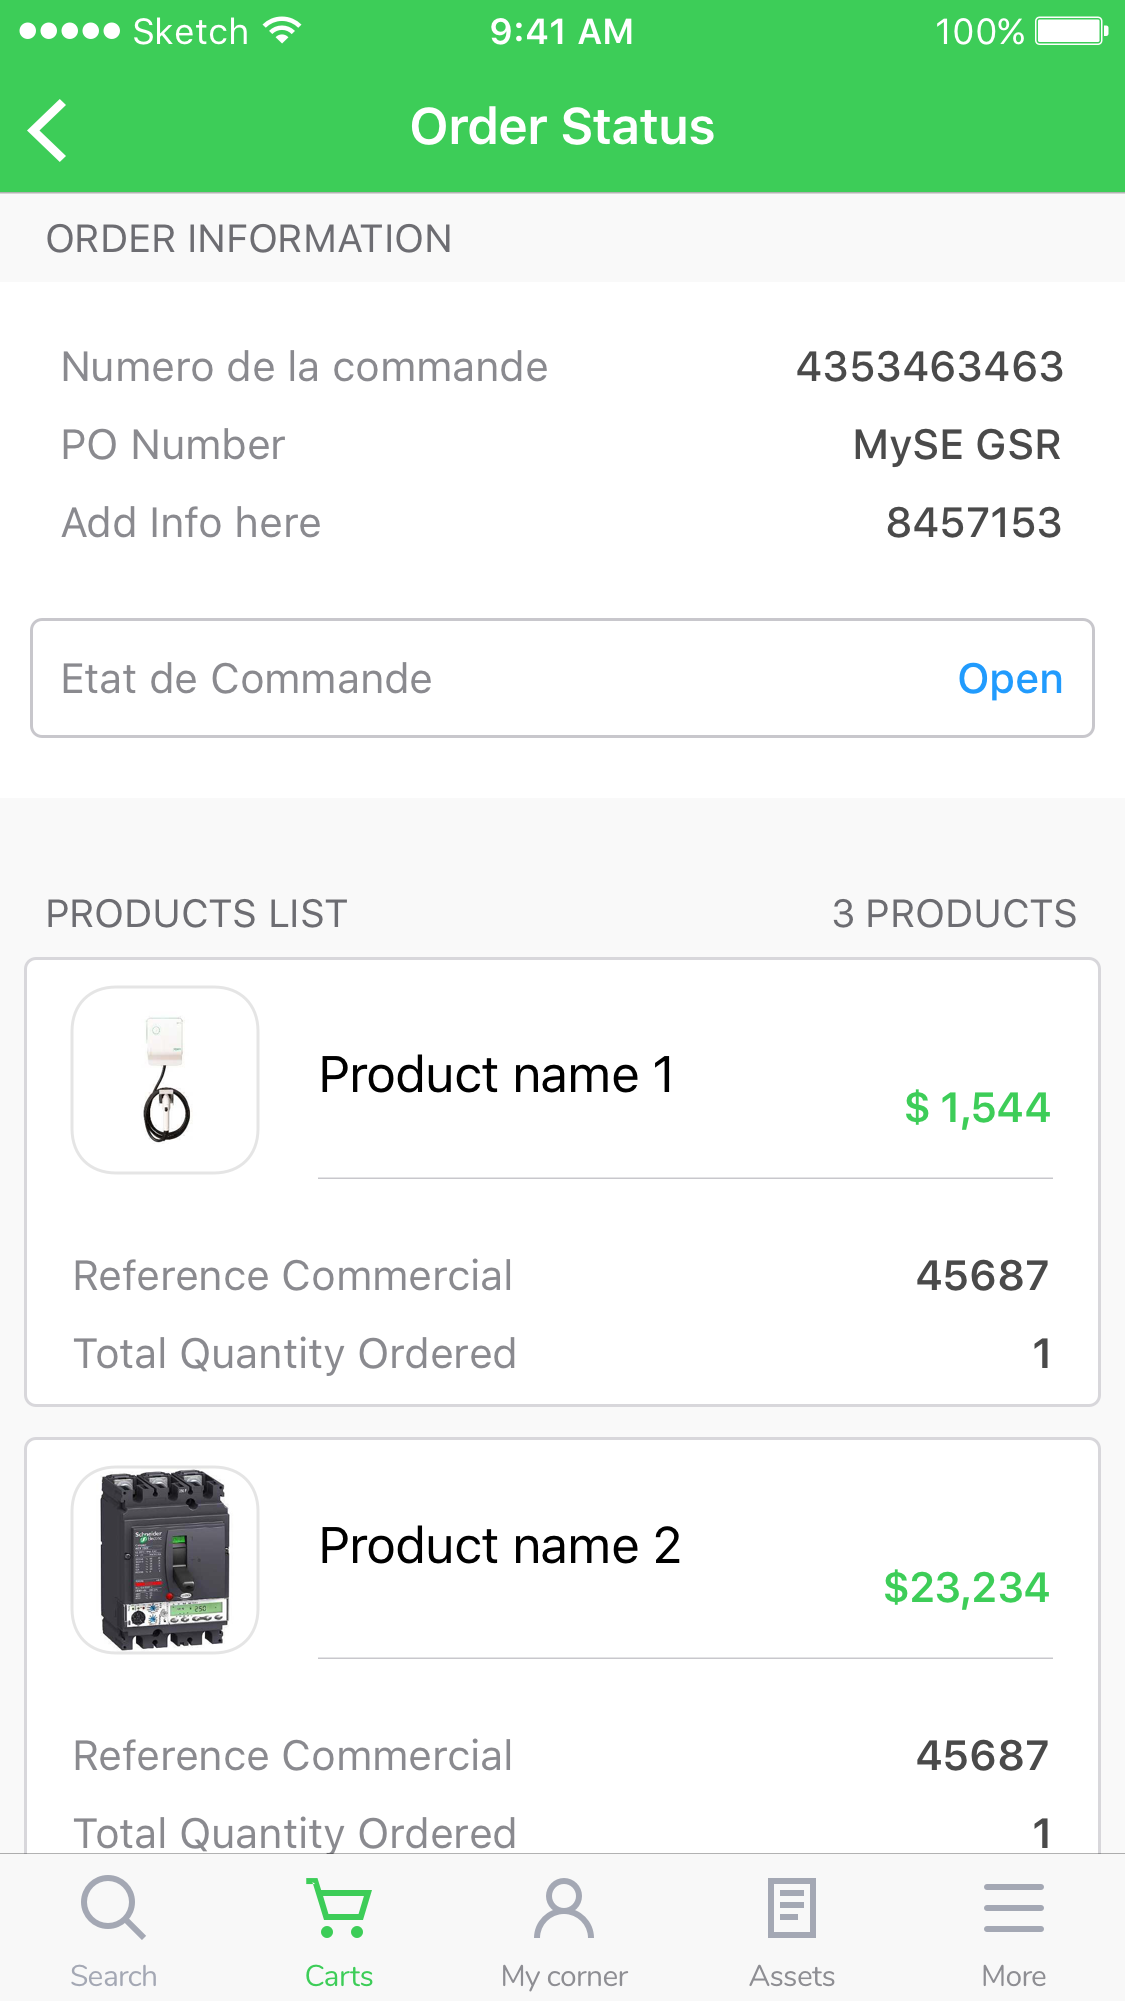 Sketch 9:41 AM 100%
Order Status
ORDER INFORMATION
Numero de la commande 4353463463
PO Number MySE GSR
Add Info here 8457153
Etat de Commande Open
PRODUCTS LIST 3 PRODUCTS
Product name 1
$ 1,544
Reference Commercial 45687
Total Quantity Ordered 1
Schneider
Electric
Product name 2
$23,234
Reference Commercial 45687
Total Quantity Ordered 1
Search Carts My corner Assets More